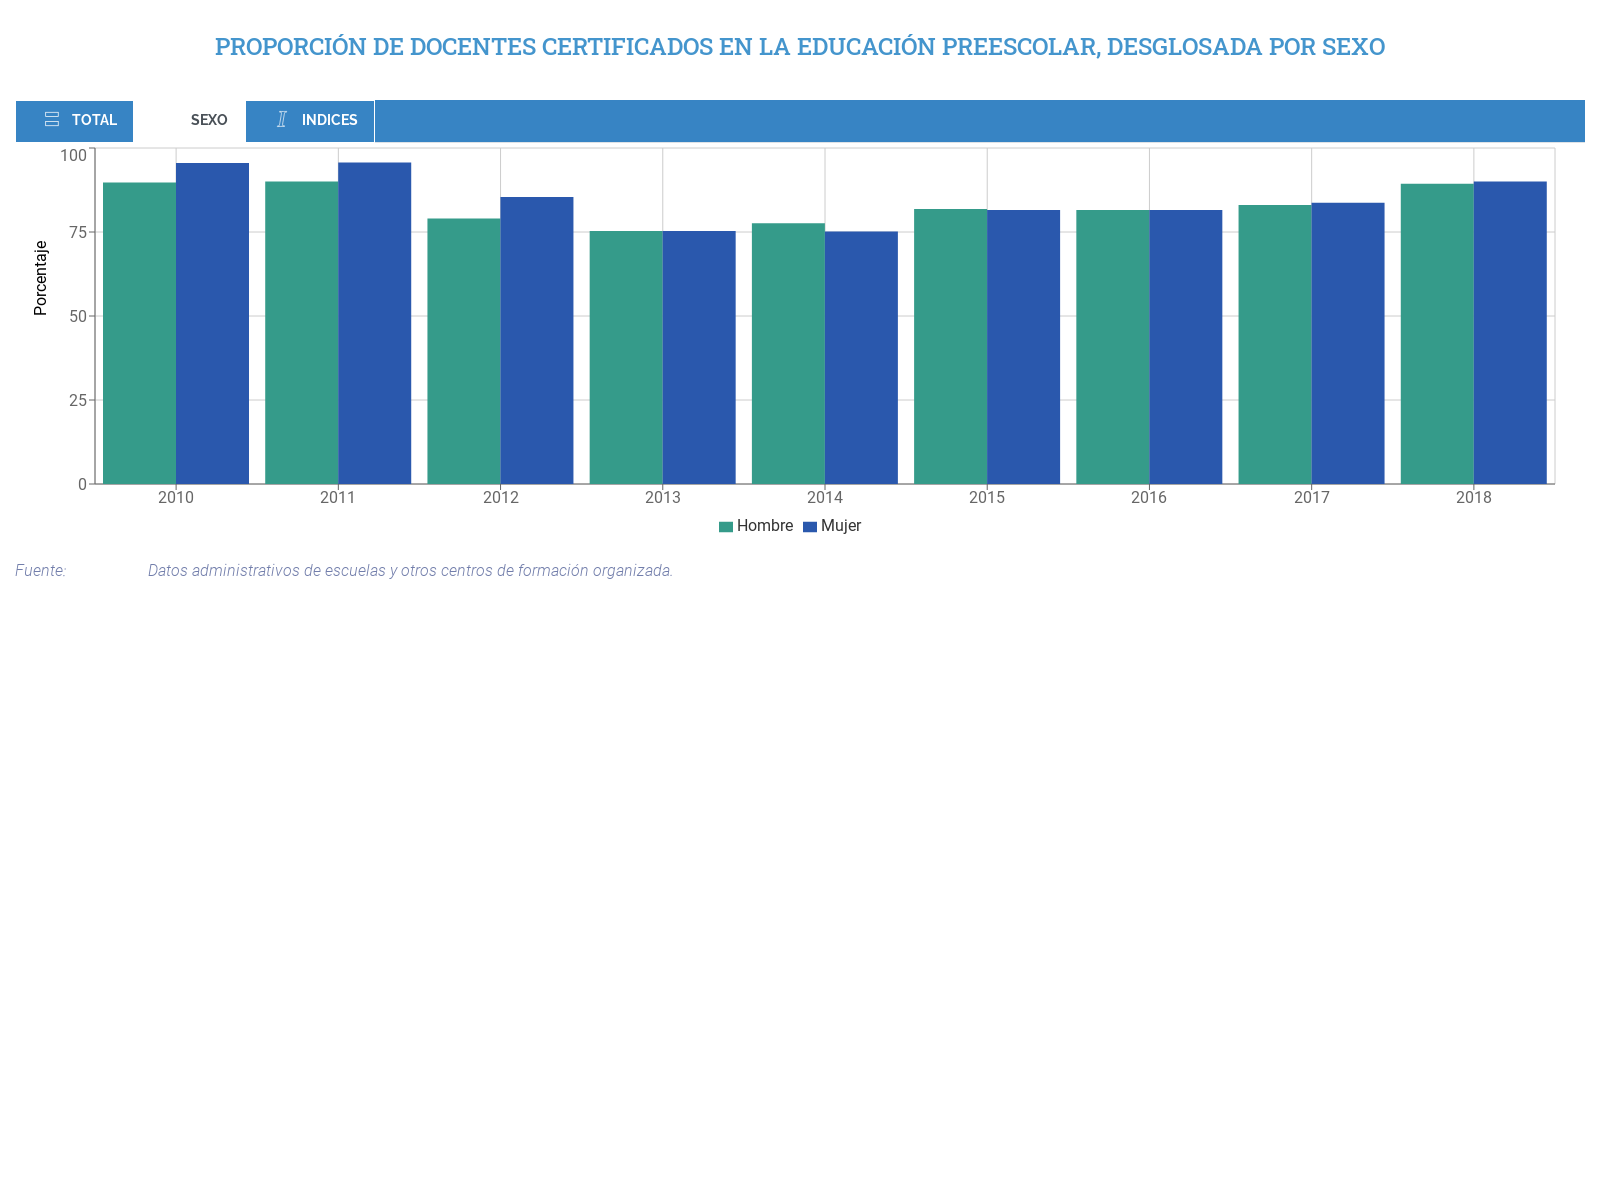 PROPORCIÓN DE DOCENTES CERTIFICADOS EN LA EDUCACIÓN PREESCOLAR, DESGLOSADA POR SEXO
TOTAL SEXO INDICES
Porcentaje
100
75
50
25
0
2010 2011 2012 2013 2014 2015 2016 2017 2018
Hombre Mujer
Fuente: Datos administrativos de escuelas y otros centros de formación organizada.